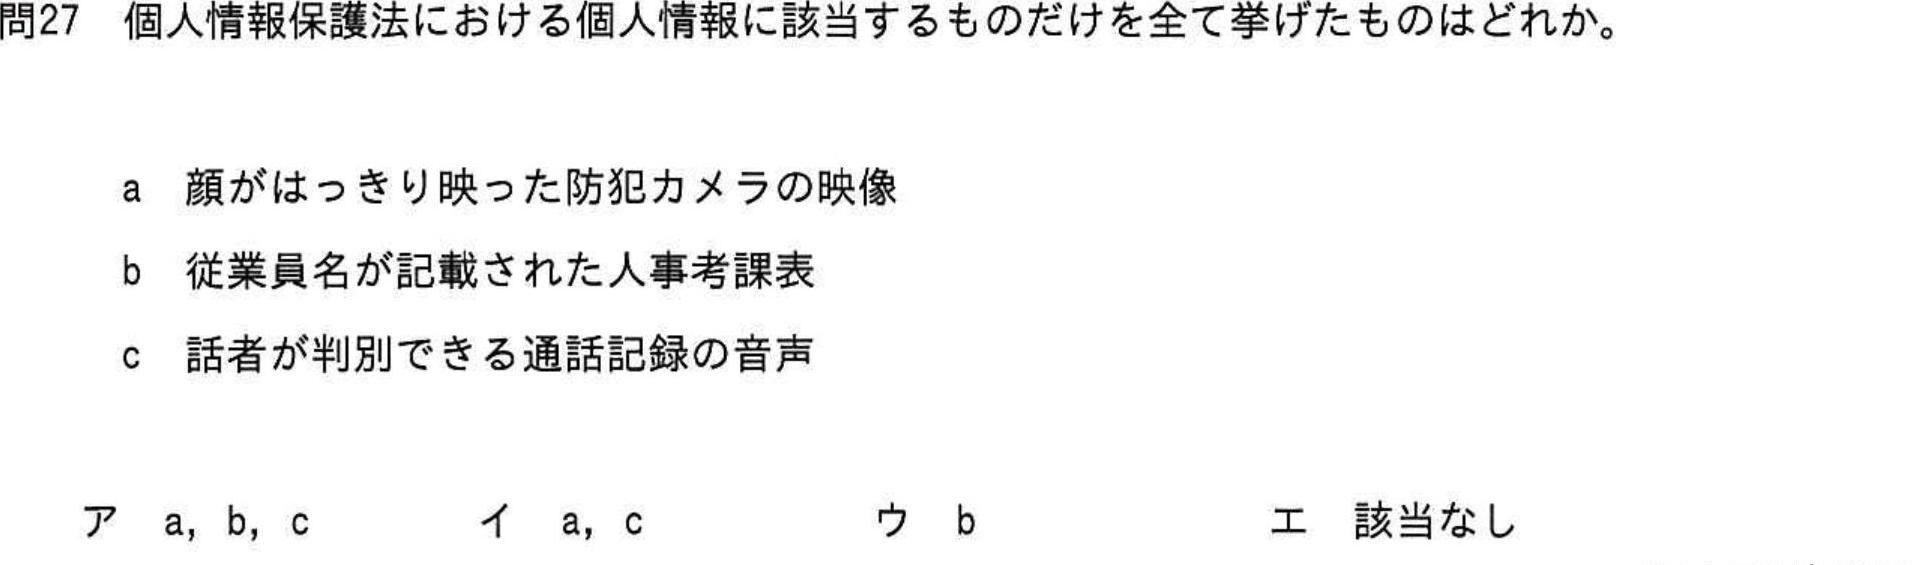 問27 個人情報保護法における個人情報に該当するものだけを全て挙げたものはどれか。
a 顔がはっきり映った防犯カメラの映像
b 従業員名が記載された人事考課表
c 話者が判別できる通話記録の音声
ア a, b, c イ a, c ウ b エ 該当なし